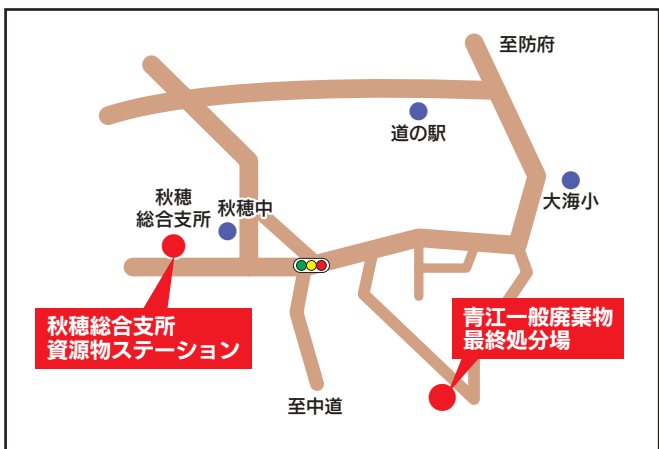 至防府
道の駅
大海小
秋穂
総合支所
秋穂中
秋穂総合支所
資源物ステーション
青江一般廃棄物
最終処分場
至中道